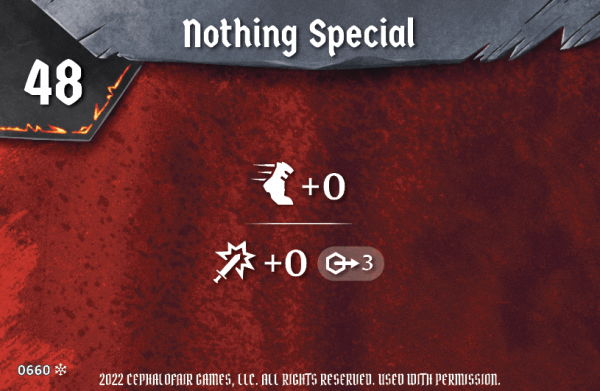 Nothing Special
48
+0
+0 3
0660
2022 CEPHALOFAIR GAMES, LLC. ALL RIGHTS RESERVED. USED WITH PERMISSION.